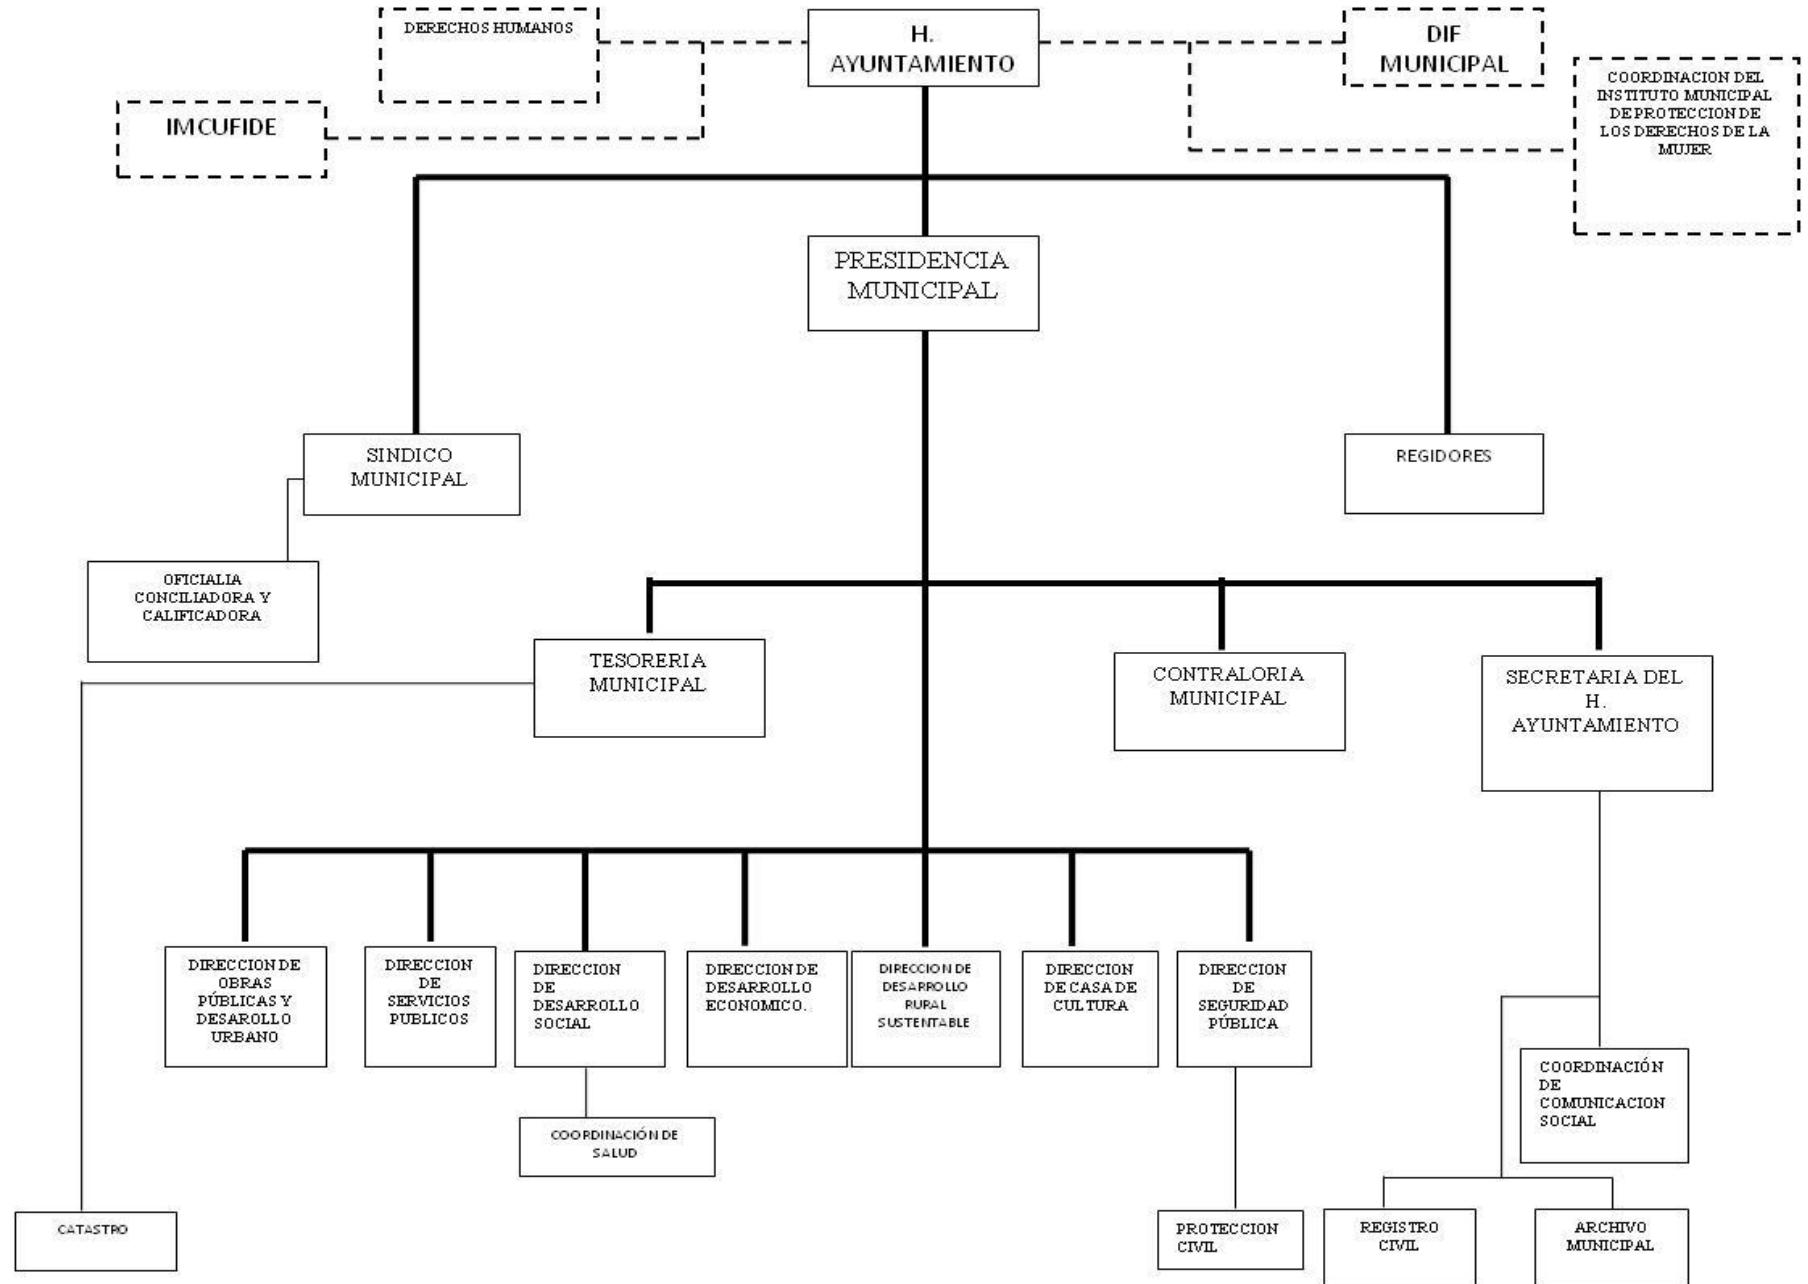 DERECHOS HUMANOS
H.
AYUNTAMIENTO
DIF
MUNICIPAL
COORDINACION DEL
INSTITUTO MUNICIPAL
DE PROTECCION DE
LOS DERECHOS DE LA
MUJER
IMCUFIDE
PRESIDENCIA
MUNICIPAL
SINDICO
MUNICIPAL
REGIDORES
OFICIALIA
CONCILIADORA Y
CALIFICADORA
TESORERIA
MUNICIPAL
CONTRALORIA
MUNICIPAL
SECRETARIA DEL
H.
AYUNTAMIENTO
DIRECCION DE
OBRAS
PÚBLICAS Y
DESAROLLO
URBANO
DIRECCION
DE
SERVICIOS
PUBLICOS
DIRECCION
DE
DESARROLLO
SOCIAL
DIRECCION DE
DESARROLLO
ECONOMICO.
DIRECCION DE
DESARROLLO
RURAL
SUSTENTABLE
DIRECCION
DE CASA DE
CULTURA
DIRECCION
DE
SEGURIDAD
PÚBLICA
COORDINACIÓN
DE
COMUNICACION
SOCIAL
COORDINACIÓN DE
SALUD
CATASTRO
PROTECCION
CIVIL
REGISTRO
CIVIL
ARCHIVO
MUNICIPAL